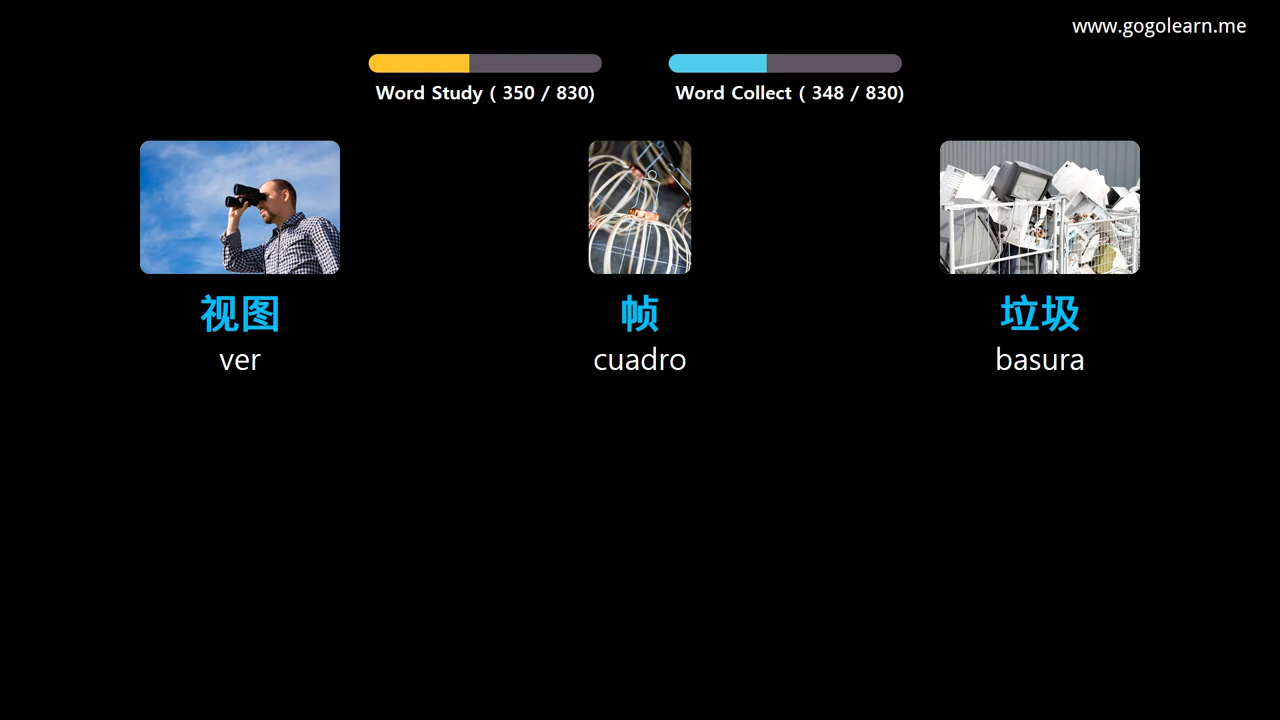 www.gogolearn.me
Word Study ( 350 / 830)
Word Collect ( 348 / 830)
视图
帧
垃圾
ver
cuadro
basura